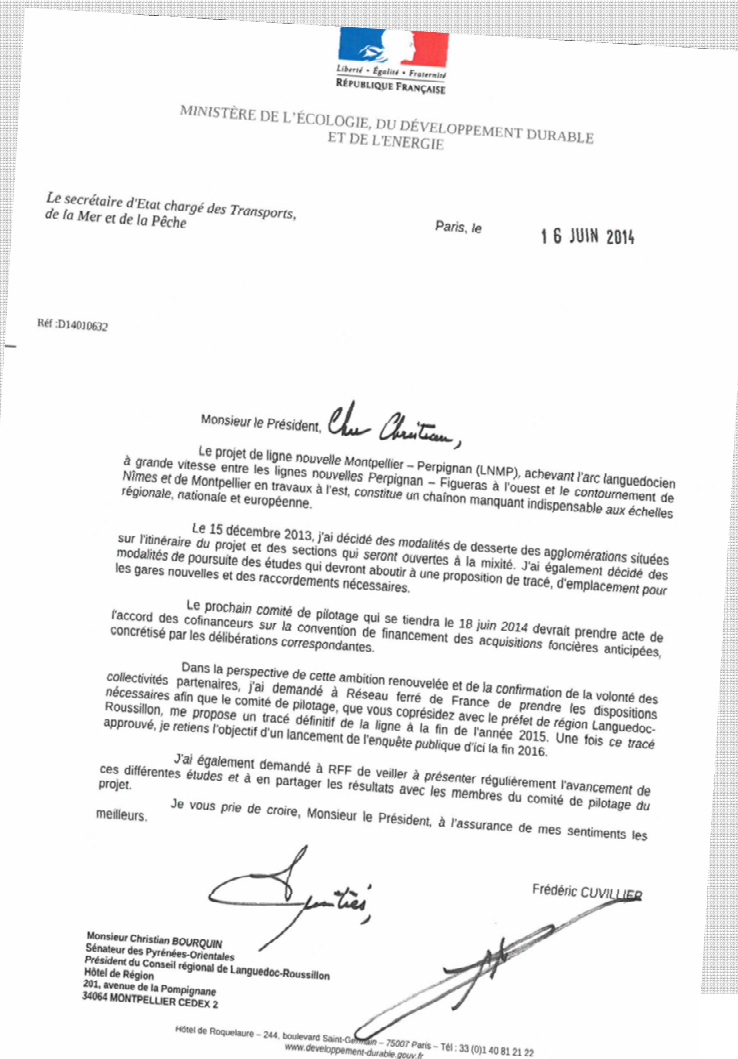 Liberté • Égalité • Fraternité
RÉPUBLIQUE FRANÇAISE
MINISTÈRE DE L'ÉCOLOGIE, DU DÉVELOPPEMENT DURABLE
ET DE L'ENERGIE
Le secrétaire d'Etat chargé des Transports,
de la Mer et de la Pêche
Paris, le
16 JUIN 2014
Réf :D14010632
Monsieur le Président, Cher Christian,
Le projet de ligne nouvelle Montpellier – Perpignan (LNMP), achevant l'arc languedocien
à grande vitesse entre les lignes nouvelles Perpignan – Figueras à l'ouest et le contournement de
Nîmes et de Montpellier en travaux à l'est, constitue un chaînon manquant indispensable aux échelles
régionale, nationale et européenne.
Le 15 décembre 2013, j'ai décidé des modalités de desserte des agglomérations situées
sur l'itinéraire du projet et des sections qui seront ouvertes à la mixité. J'ai également décidé des
modalités de poursuite des études qui devront aboutir à une proposition de tracé, d'emplacement pour
les gares nouvelles et des raccordements nécessaires.
Le prochain comité de pilotage qui se tiendra le 18 juin 2014 devrait prendre acte de
l'accord des cofinanceurs sur la convention de financement des acquisitions foncières anticipées,
concrétisé par les délibérations correspondantes.
Dans la perspective de cette ambition renouvelée et de la confirmation de la volonté des
collectivités partenaires, j'ai demandé à Réseau ferré de France de prendre les dispositions
nécessaires afin que le comité de pilotage, que vous coprésidez avec le préfet de région Languedoc-
Roussillon, me propose un tracé définitif de la ligne à la fin de l'année 2015. Une fois ce tracé
approuvé, je retiens l'objectif d'un lancement de l'enquête publique d'ici la fin 2016.
J'ai également demandé à RFF de veiller à présenter régulièrement l'avancement de
ces différentes études et à en partager les résultats avec les membres du comité de pilotage du
projet.
Je vous prie de croire, Monsieur le Président, à l'assurance de mes sentiments les
meilleurs.
Frédéric CUVILLIER
Monsieur Christian BOURQUIN
Sénateur des Pyrénées-Orientales
Président du Conseil régional de Languedoc-Roussillon
Hôtel de Région
201, avenue de la Pompignane
34064 MONTPELLIER CEDEX 2
Hôtel de Roquelaure – 244, boulevard Saint-Germain – 75007 Paris – Tél : 33 (0)1 40 81 21 22
www.developpement-durable.gouv.fr